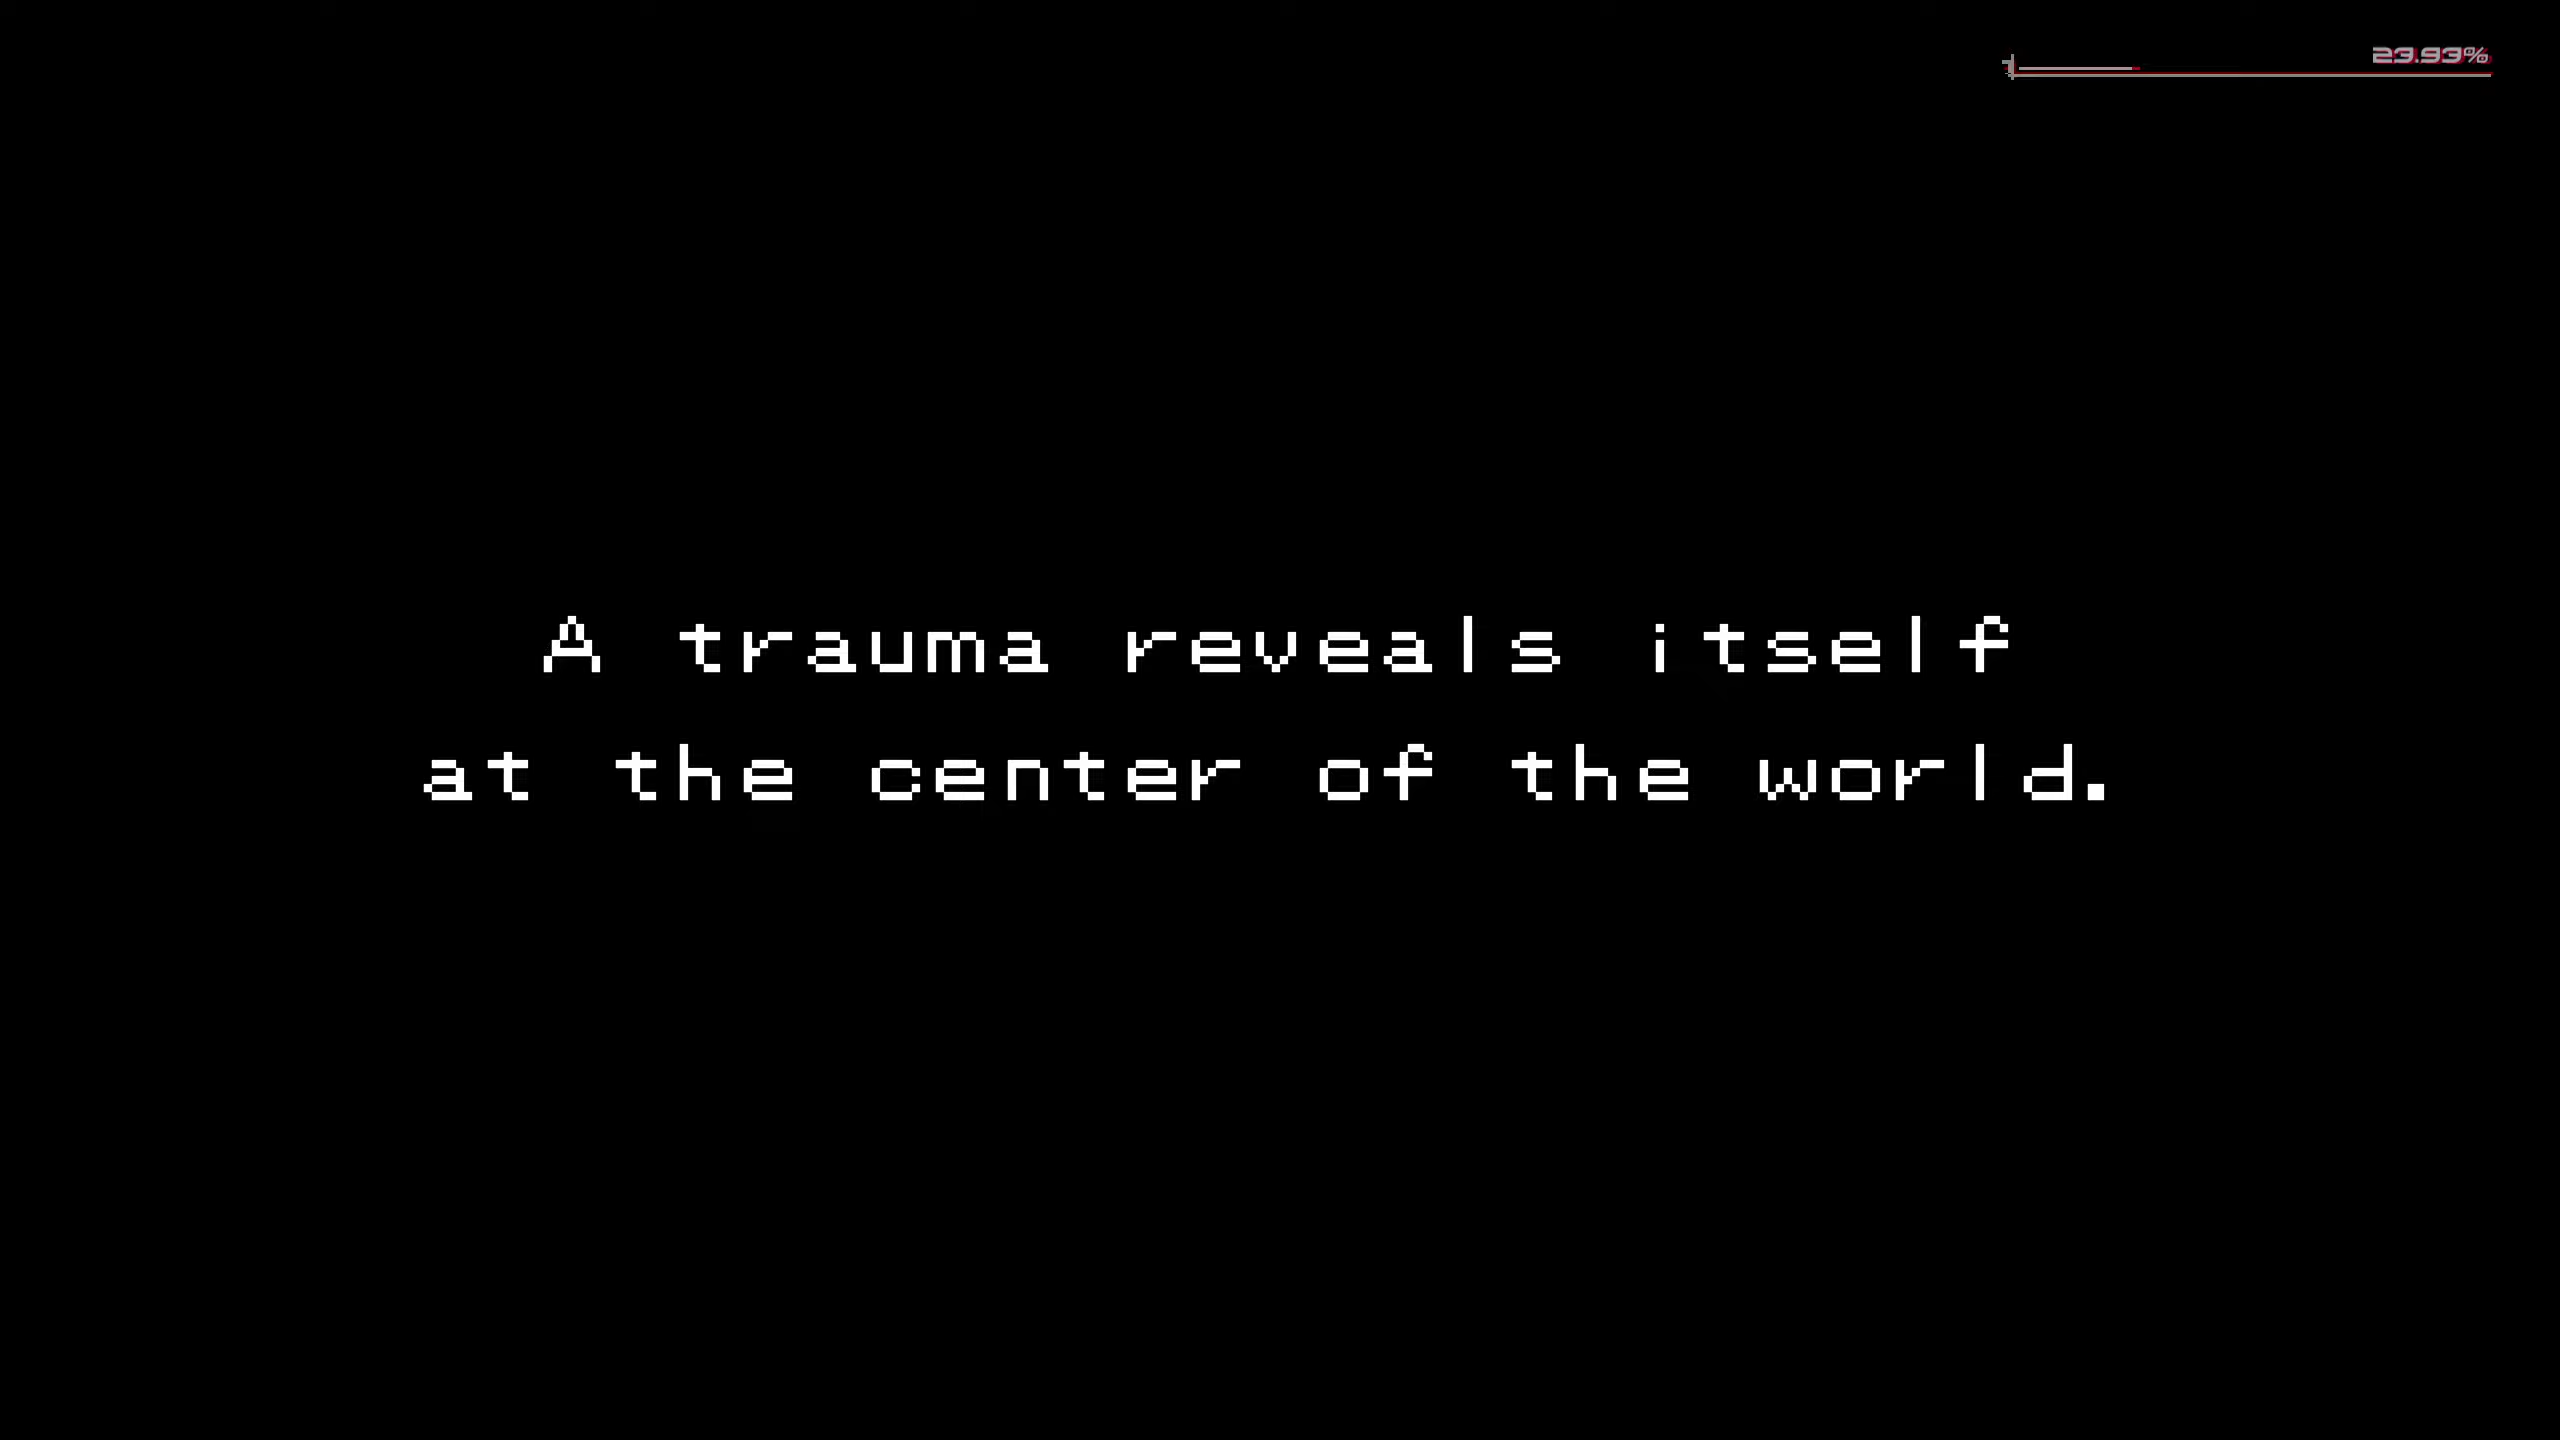 23.93%
A trauma reveals itself
at the center of the world.